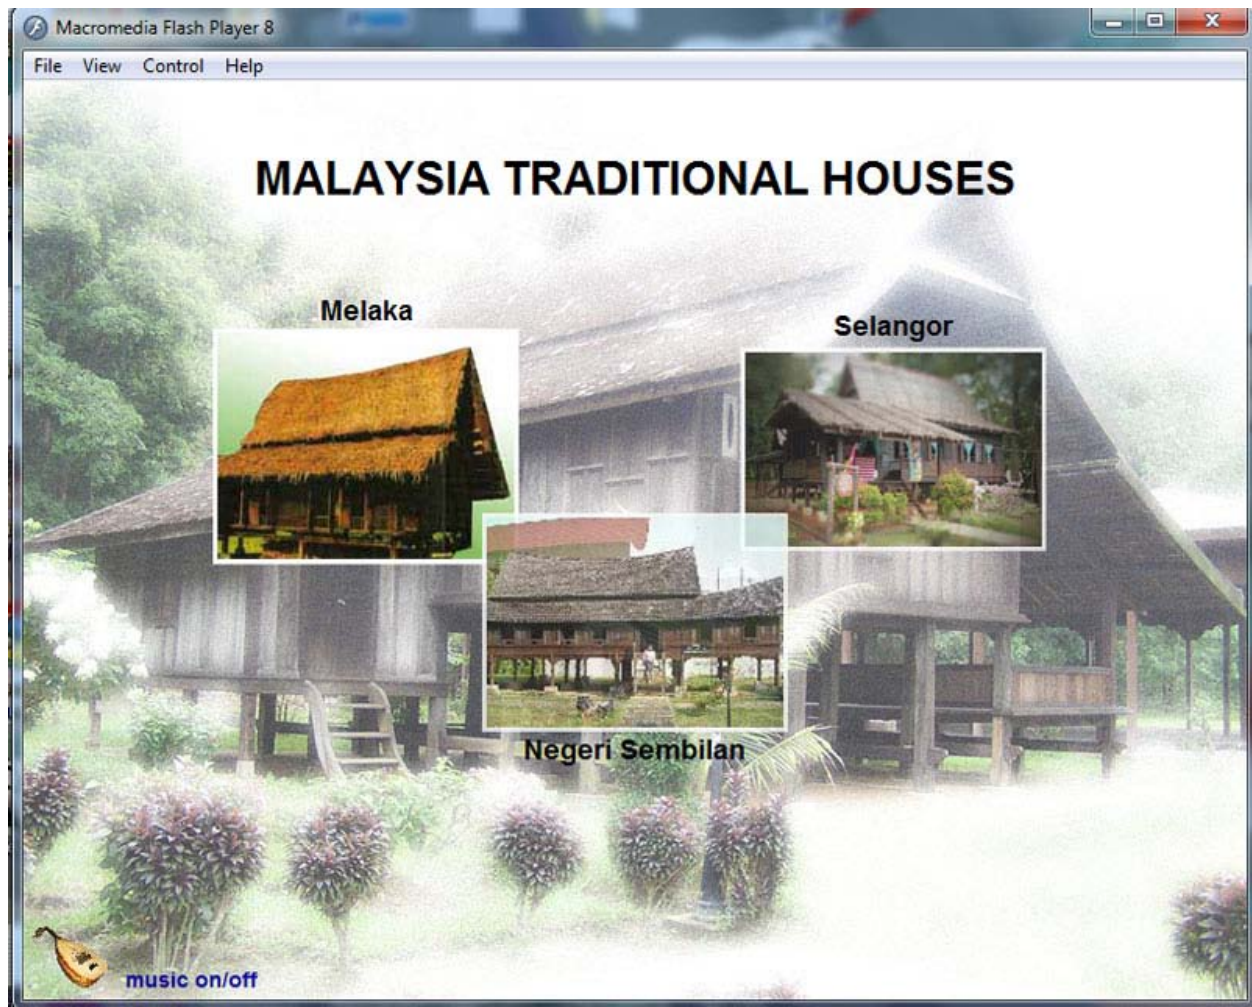 Macromedia Flash Player 8
File View Control Help
MALAYSIA TRADITIONAL HOUSES
Melaka
Selangor
Negeri Sembilan
music on/off